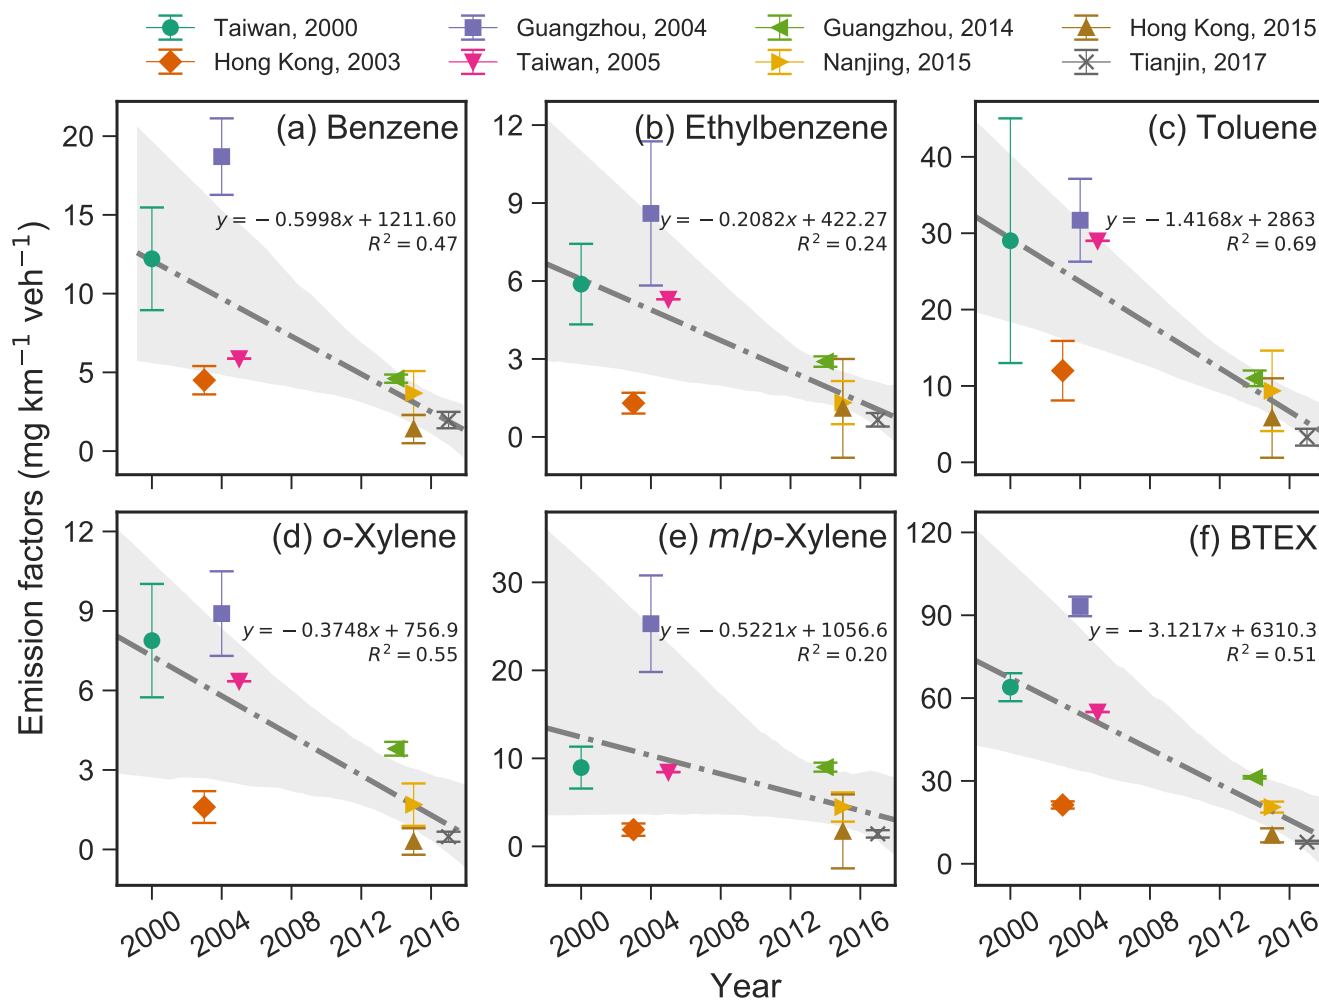 Taiwan, 2000
Guangzhou, 2004
Guangzhou, 2014
Hong Kong, 2015
Hong Kong, 2003
Taiwan, 2005
Nanjing, 2015
Tianjin, 2017
Emission factors (mg km⁻¹ veh⁻¹)
(a) Benzene
y = −0.5998x + 1211.60
R² = 0.47
20
15
10
5
0
(b) Ethylbenzene
y = −0.2082x + 422.27
R² = 0.24
12
9
6
3
0
(c) Toluene
y = −1.4168x + 2863
R² = 0.69
40
30
20
10
0
(d) o-Xylene
y = −0.3748x + 756.9
R² = 0.55
12
9
6
3
0
2000 2004 2008 2012 2016
(e) m/p-Xylene
y = −0.5221x + 1056.6
R² = 0.20
30
20
10
0
2000 2004 2008 2012 2016
(f) BTEX
y = −3.1217x + 6310.3
R² = 0.51
120
90
60
30
0
2000 2004 2008 2012 2016
Year